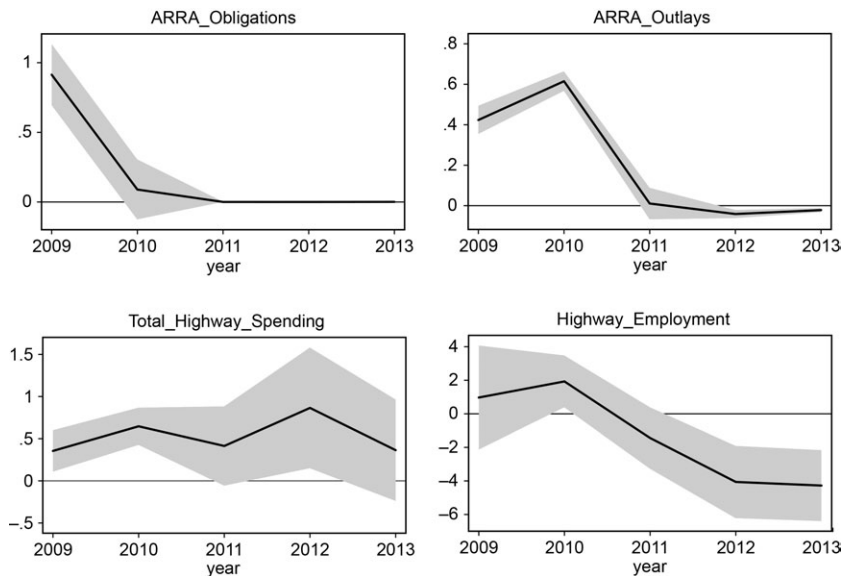 ARRA_Obligations
1
.5
0
2009 2010 2011 2012 2013
year
ARRA_Outlays
.8
.6
.4
.2
0
2009 2010 2011 2012 2013
year
Total_Highway_Spending
1.5
1
.5
0
–.5
2009 2010 2011 2012 2013
year
Highway_Employment
4
2
0
–2
–4
–6
2009 2010 2011 2012 2013
year